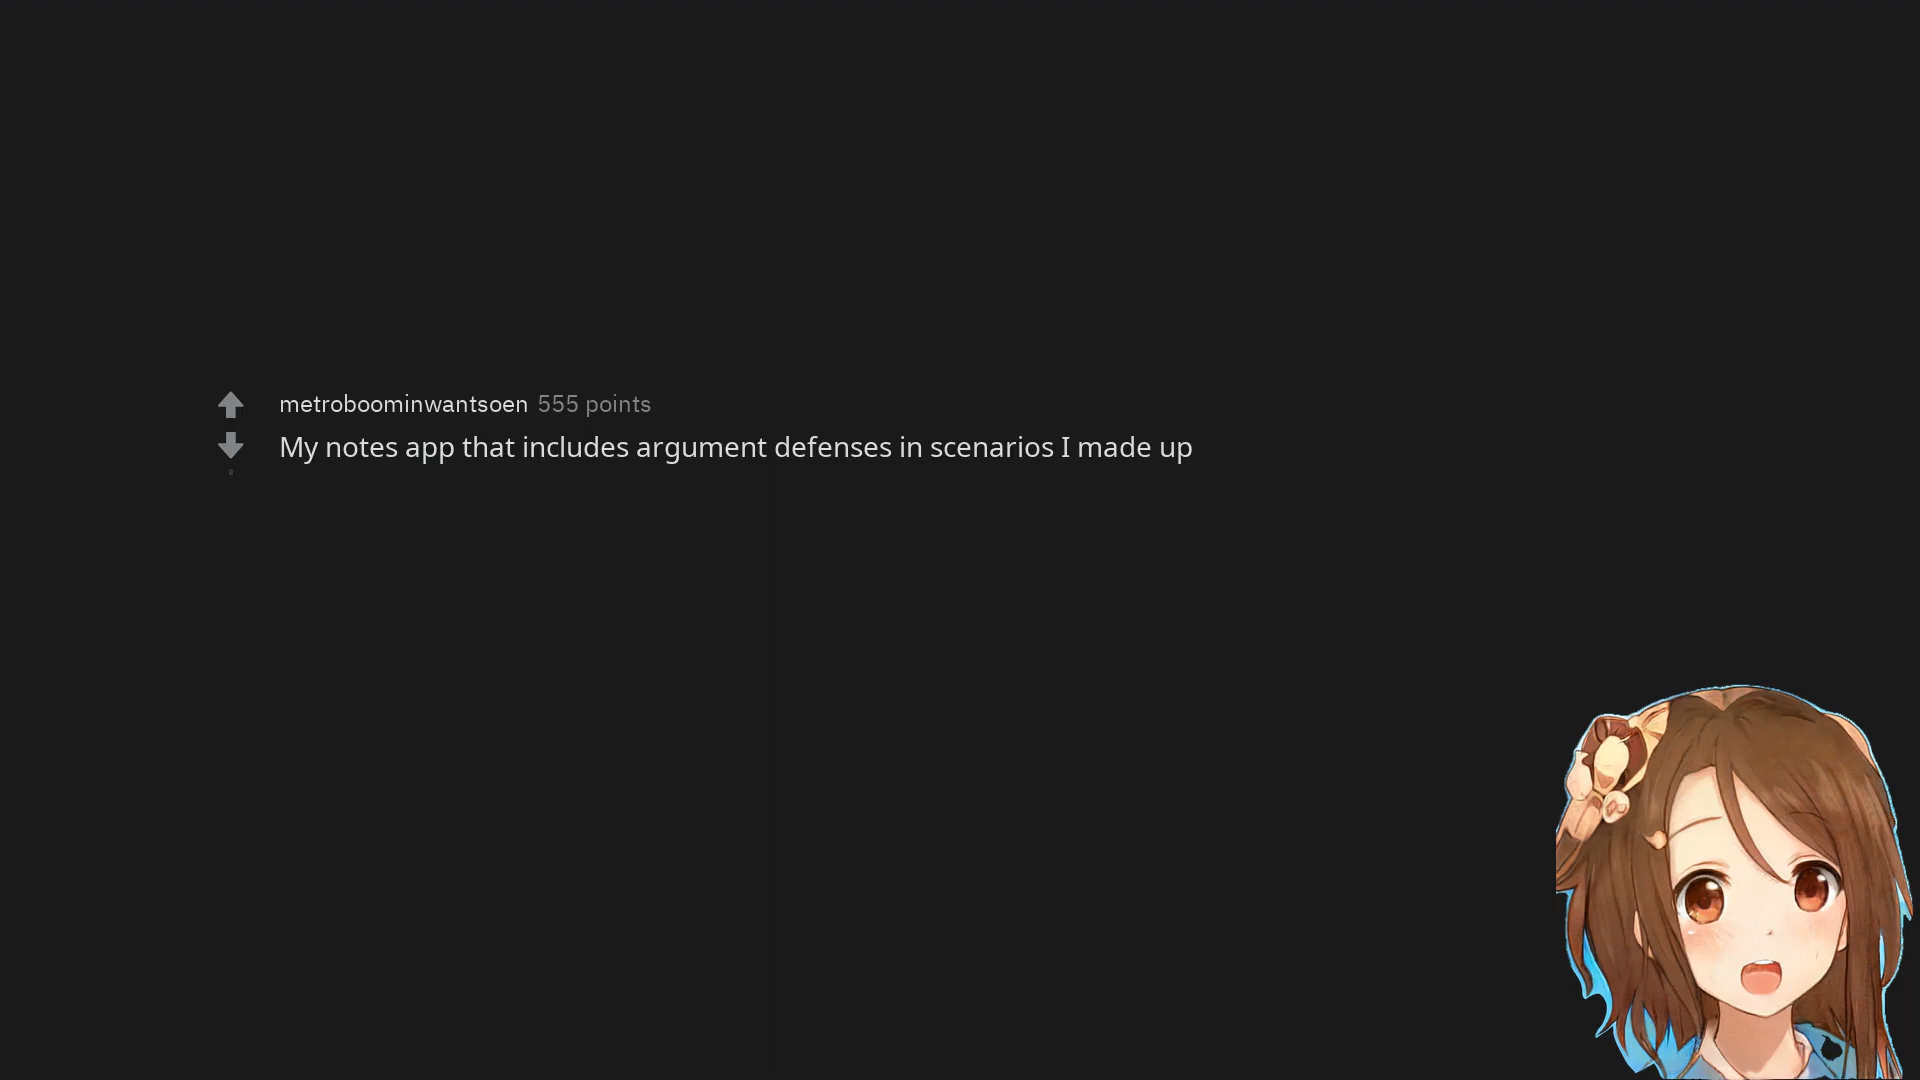 metroboominwantsoen 555 points
My notes app that includes argument defenses in scenarios I made up